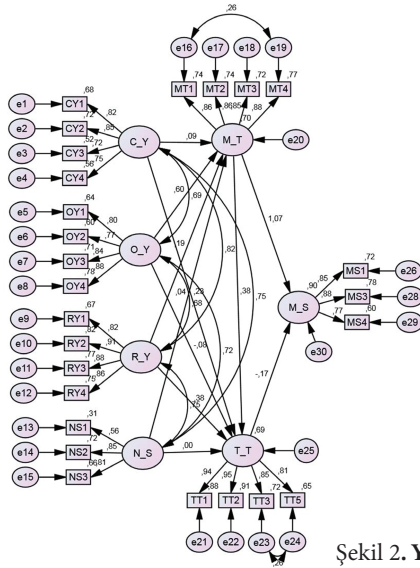 ,26
e16 e17 e18 e19
,74 ,74 ,72 ,77
MT1 MT2 MT3 MT4
,86 ,86 ,85 ,88
,70
M_T
e20
,68
e1 CY1
,72 ,82
e2 CY2
,85
,52
e3 CY3
,72
,56
e4 CY4
,75
C_Y
,09
,64
e5 OY1
,60 ,80
e6 OY2
,77
,71
e7 OY3
,84
,78
e8 OY4
,88
O_Y
,60
,69
,19
,82
1,07
,04
,23
,68
,38
,75
,67
e9 RY1
,82 ,82
e10 RY2
,91
,77
e11 RY3
,88
,75
e12 RY4
,86
R_Y
-,08
,72
,38
,75
,31
e13 NS1
,72 ,56
e14 NS2
,85
,66
e15 NS3
,81
N_S
,00
M_S
,90
,72
,85 MS1 e26
,78
,88 MS3 e28
,60
,77 MS4 e29
e30
-,17
,69
T_T
e25
,94 ,95 ,85 ,81
,88 ,91 ,72 ,65
TT1 TT2 TT3 TT5
e21 e22 e23 e24
,26
Şekil 2. Y